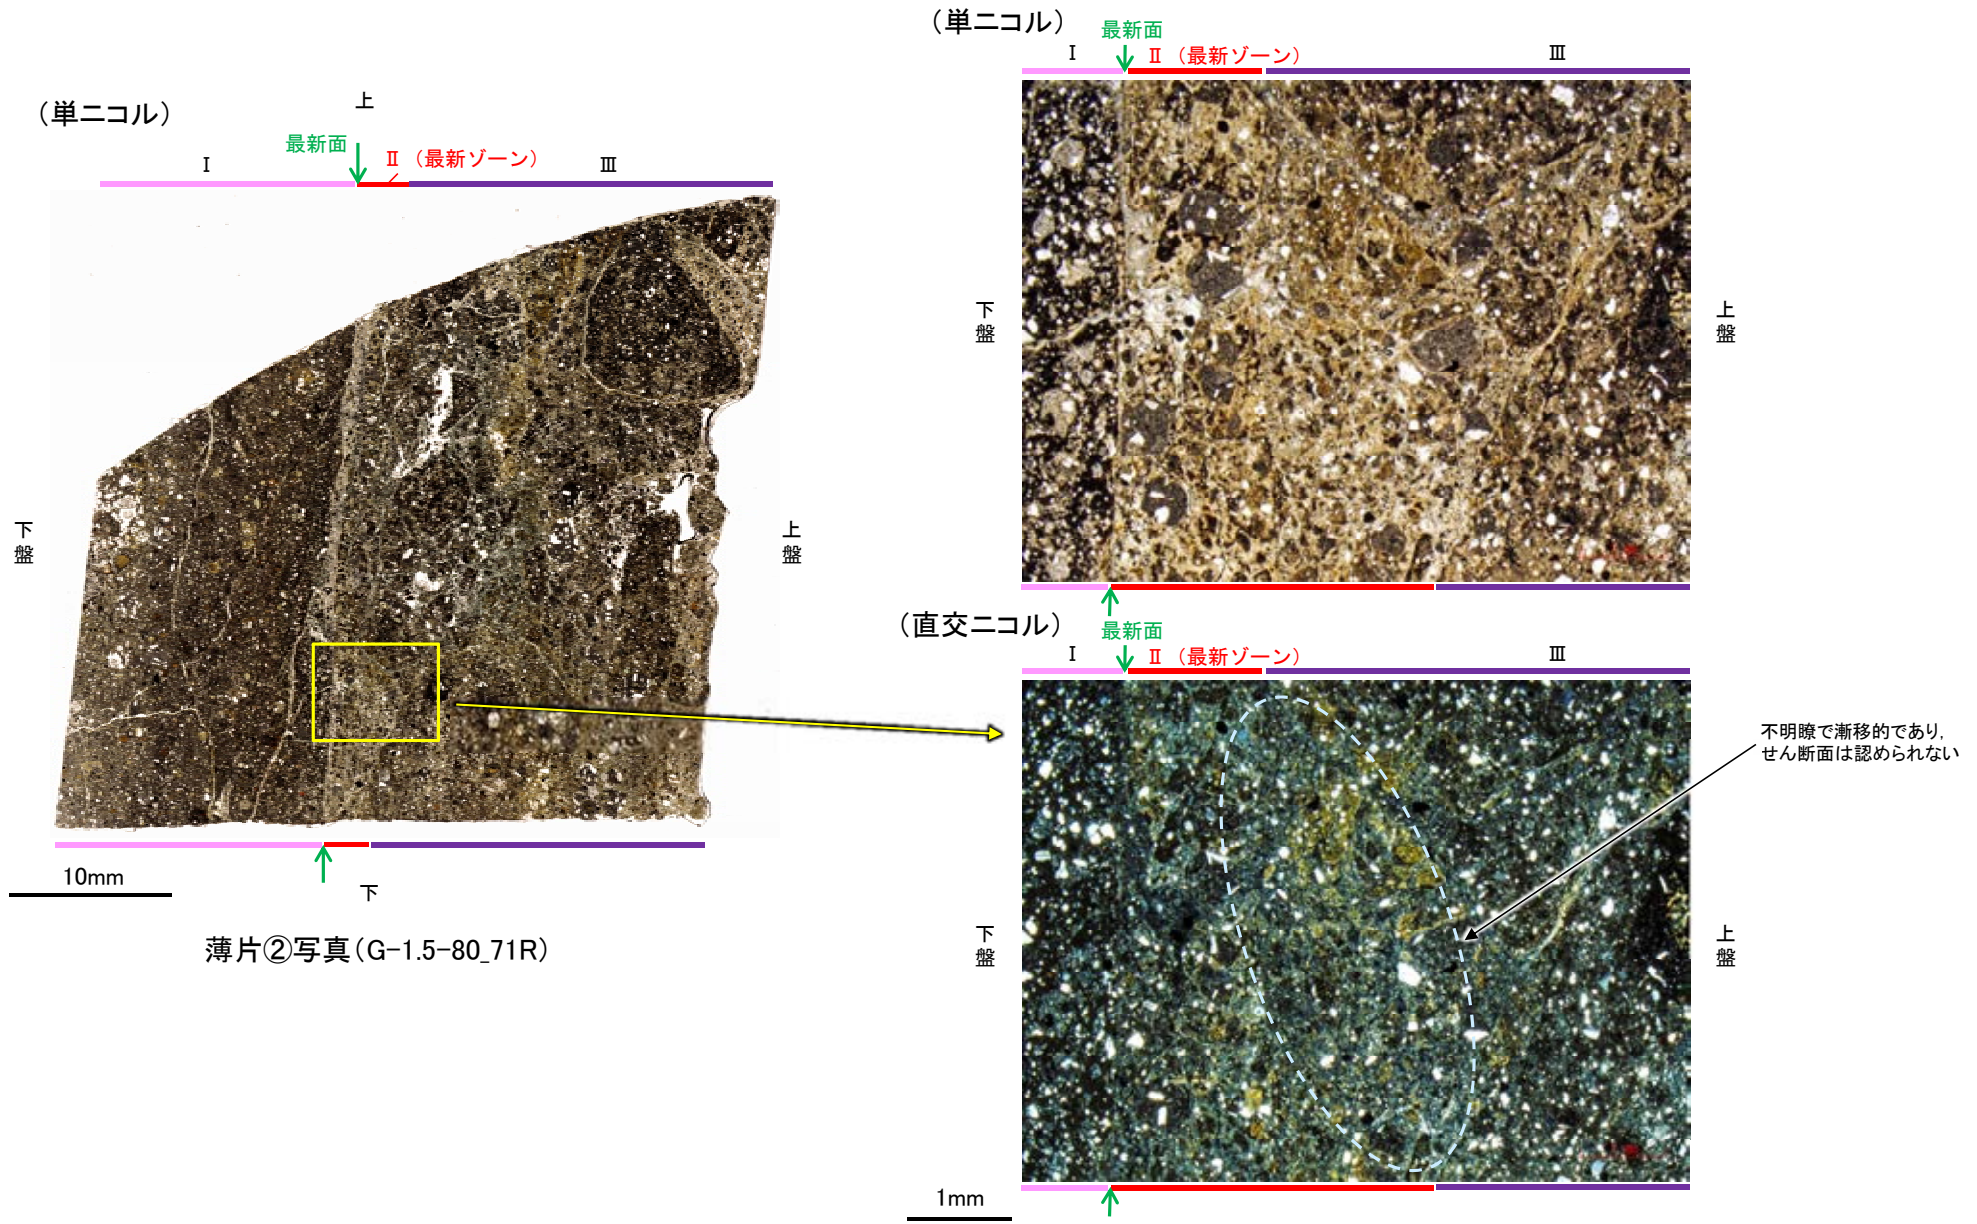 （単ニコル）
上
最新面
Ⅰ
Ⅱ（最新ゾーン）
Ⅲ
下盤
上盤
10mm
下
薄片②写真（G-1.5-80_71R）
（単ニコル）
最新面
Ⅰ
Ⅱ（最新ゾーン）
Ⅲ
下盤
上盤
（直交ニコル）
最新面
Ⅰ
Ⅱ（最新ゾーン）
Ⅲ
不明瞭で漸移的であり，
せん断面は認められない
下盤
上盤
1mm